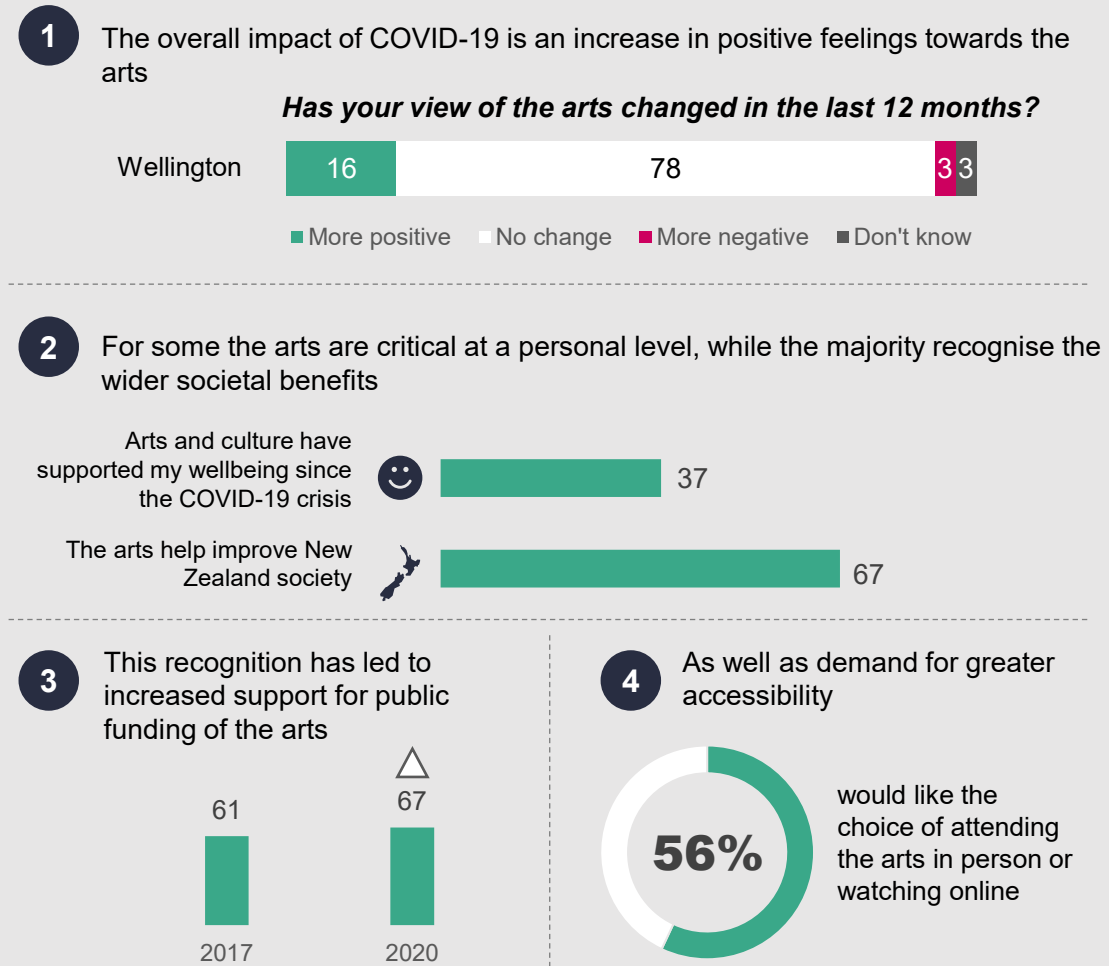 1
The overall impact of COVID-19 is an increase in positive feelings towards the
arts
Has your view of the arts changed in the last 12 months?
Wellington
16
78
3
3
More positive
No change
More negative
Don't know
2
For some the arts are critical at a personal level, while the majority recognise the
wider societal benefits
Arts and culture have
supported my wellbeing since
the COVID-19 crisis
37
The arts help improve New
Zealand society
67
3
This recognition has led to
increased support for public
funding of the arts
61
67
2017
2020
4
As well as demand for greater
accessibility
56%
would like the
choice of attending
the arts in person or
watching online